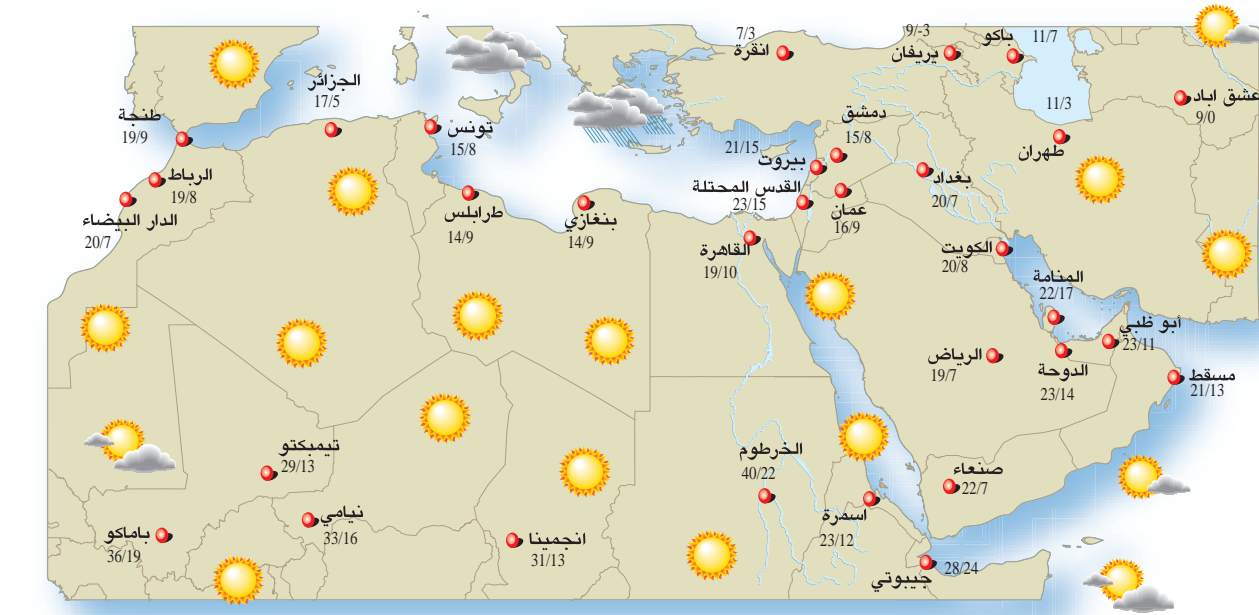 7/3
انقرة
9/-3
يريفان
باكو
11/7
عشق اباد
9/0
11/3
طهران
الجزائر
17/5
طنجة
19/9
تونس
15/8
دمشق
15/8
21/15
بيروت
الرباط
19/8
الدار البيضاء
20/7
طرابلس
14/9
بنغازي
14/9
القدس المحتلة
23/15
عمان
16/9
بغداد
20/7
القاهرة
19/10
الكويت
20/8
المنامة
22/17
أبو ظبي
23/11
الرياض
19/7
الدوحة
23/14
مسقط
21/13
تيمبكتو
29/13
الخرطوم
40/22
صنعاء
22/7
باماكو
36/19
نيامي
33/16
انجمينا
31/13
اسمرة
23/12
جيبوتي
28/24